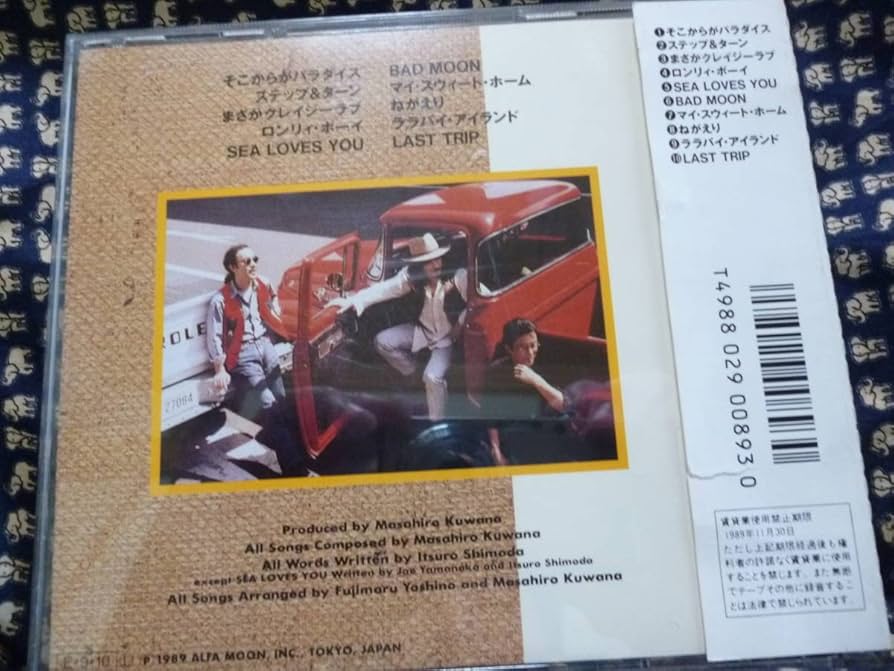 そこからがパラダイス
ステップ&ターン
まさかクレイジーラブ
ロンリィ・ボーイ
SEA LOVES YOU
BAD MOON
マイ・スウィート・ホーム
ねがえり
ララバイ・アイランド
LAST TRIP
ROLE
27094
Produced by Masahiro Kuwana
All Songs Composed by Masahiro Kuwana
All Words Written by Itsuro Shimoda
except SEA LOVES YOU Written by Joe Yamanaka and Itsuro Shimoda
All Songs Arranged by Fujimaru Yoshino and Masahiro Kuwana
P 1989 ALFA MOON, INC., TOKYO, JAPAN
❶そこからがパラダイス
❷ステップ&ターン
❸まさかクレイジーラブ
❹ロンリィ・ボーイ
❺SEA LOVES YOU
❻BAD MOON
❼マイ・スウィート・ホーム
❽ねがえり
❾ララバイ・アイランド
❿LAST TRIP
T4988 029 008930
賃貸業使用禁止期限
1989年11月30日
ただし上記期限経過後も権
利者の許諾なく賃貸業に使用
することを禁じます。また無断
でテープその他に録音するこ
とは法律で禁じられています。